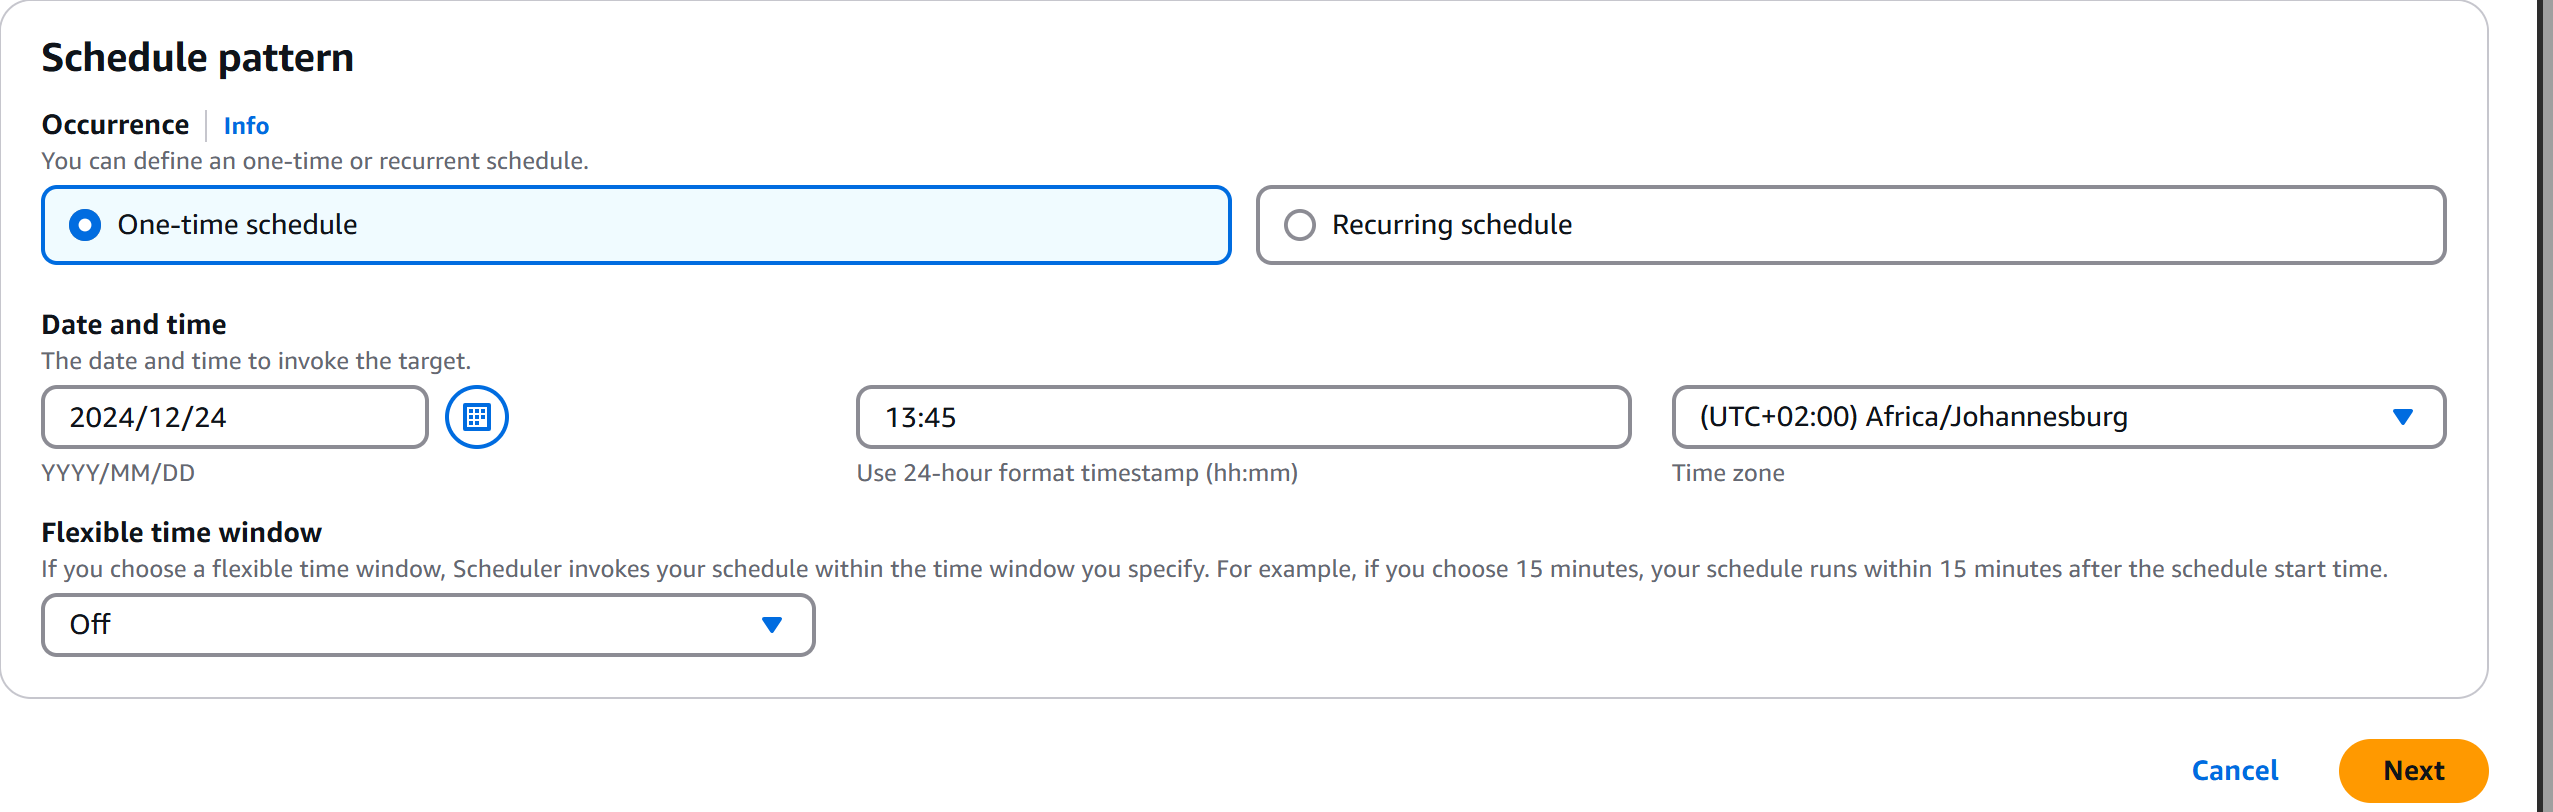 Schedule pattern
Occurrence Info
You can define an one-time or recurrent schedule.
One-time schedule Recurring schedule
Date and time
The date and time to invoke the target.
2024/12/24 13:45 (UTC+02:00) Africa/Johannesburg
YYYY/MM/DD Use 24-hour format timestamp (hh:mm) Time zone
Flexible time window
If you choose a flexible time window, Scheduler invokes your schedule within the time window you specify. For example, if you choose 15 minutes, your schedule runs within 15 minutes after the schedule start time.
Off
Cancel Next